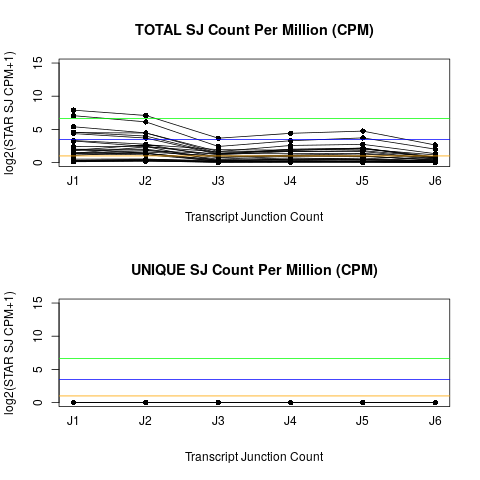 TOTAL SJ Count Per Million (CPM)
log2(STAR SJ CPM+1)
15
10
5
0
J1 J2 J3 J4 J5 J6
Transcript Junction Count
UNIQUE SJ Count Per Million (CPM)
log2(STAR SJ CPM+1)
15
10
5
0
J1 J2 J3 J4 J5 J6
Transcript Junction Count